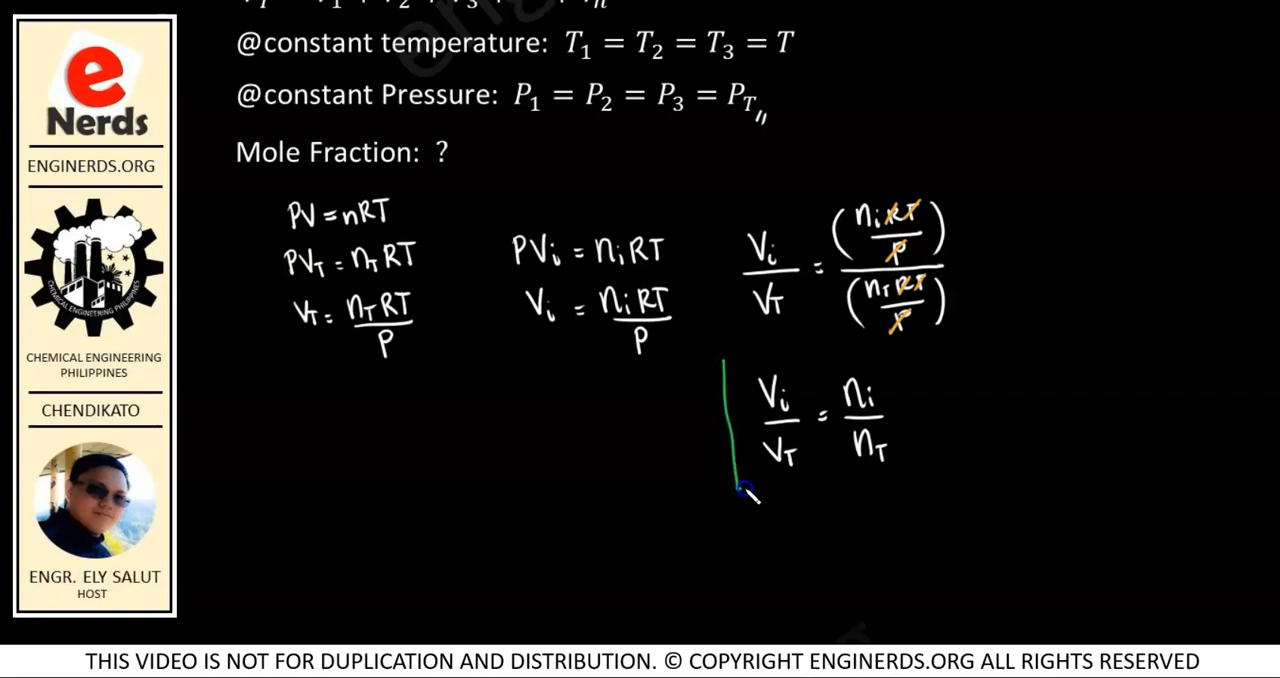 @constant temperature: T₁ = T₂ = T₃ = T
@constant Pressure: P₁ = P₂ = P₃ = P_T〃
Mole Fraction: ?
PV = nRT
PV_T = n_T RT
V_T = n_T RT / P
PV_i = n_i RT
V_i = n_i RT / P
V_i / V_T = (n_i RT / P) / (n_T RT / P)
V_i / V_T = n_i / n_T
e
Nerds
ENGINERDS.ORG
CHEMICAL ENGINEERING PHILIPPINES
CHEMICAL ENGINEERING
PHILIPPINES
CHENDIKATO
ENGR. ELY SALUT
HOST
THIS VIDEO IS NOT FOR DUPLICATION AND DISTRIBUTION. © COPYRIGHT ENGINERDS.ORG ALL RIGHTS RESERVED